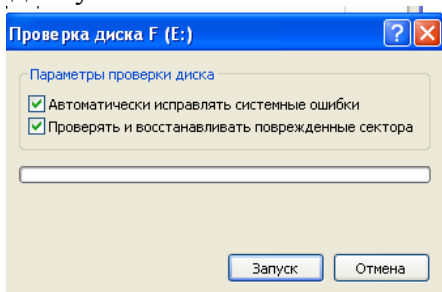 Проверка диска F (E:)
Параметры проверки диска
Автоматически исправлять системные ошибки
Проверять и восстанавливать поврежденные сектора
Запуск
Отмена